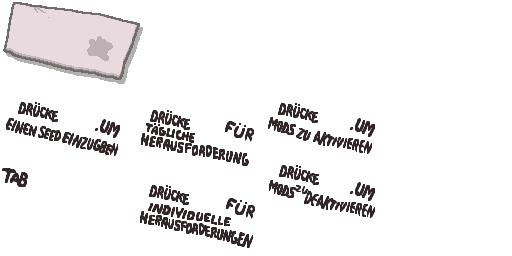 DRÜCKE .UM
EINEN SEED EINZUGBEN
DRÜCKE FÜR
TÄGLICHE
HERAUSFORDERUNG
DRÜCKE .UM
MODS ZU AKTIVIEREN
TAB
DRÜCKE FÜR
INDIVIDUELLE
HERAUSFORDERUNGEN
DRÜCKE .UM
MODS ZU DEAKTIVIEREN